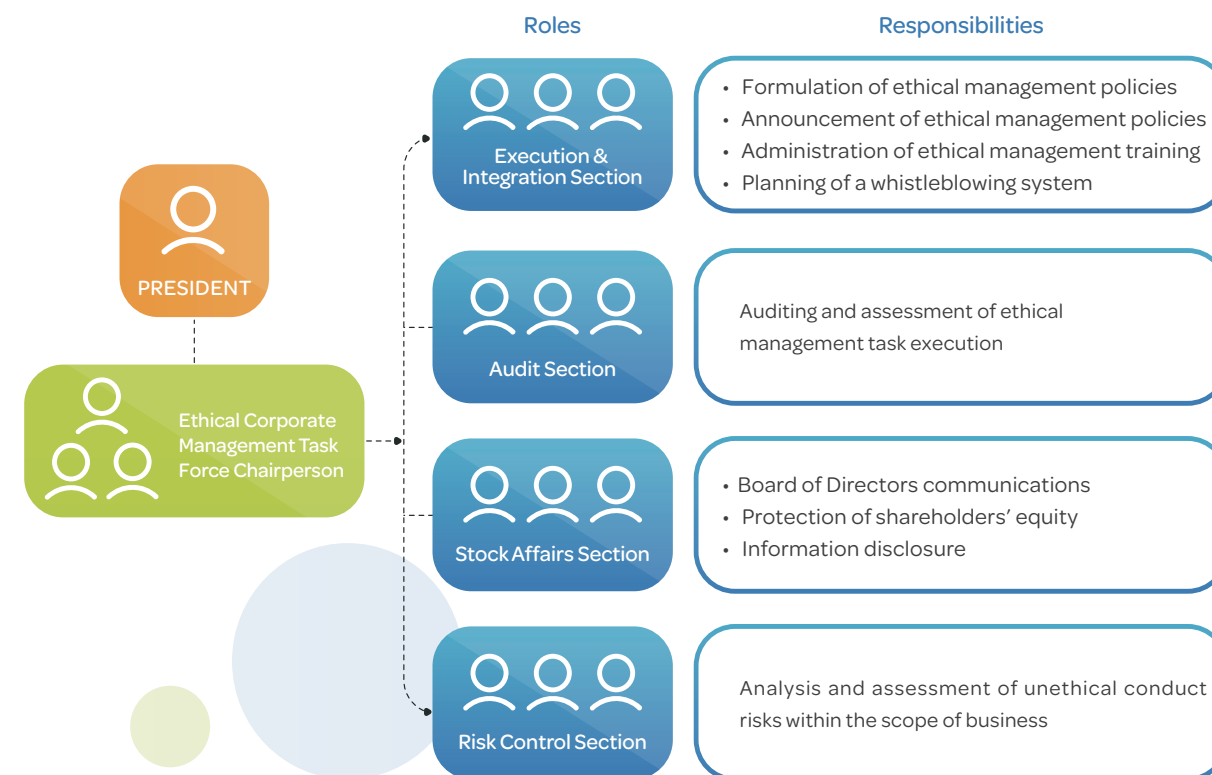 Roles
Responsibilities
PRESIDENT
Ethical Corporate
Management Task
Force Chairperson
Execution &
Integration Section
• Formulation of ethical management policies
• Announcement of ethical management policies
• Administration of ethical management training
• Planning of a whistleblowing system
Audit Section
Auditing and assessment of ethical
management task execution
Stock Affairs Section
• Board of Directors communications
• Protection of shareholders’ equity
• Information disclosure
Risk Control Section
Analysis and assessment of unethical conduct
risks within the scope of business